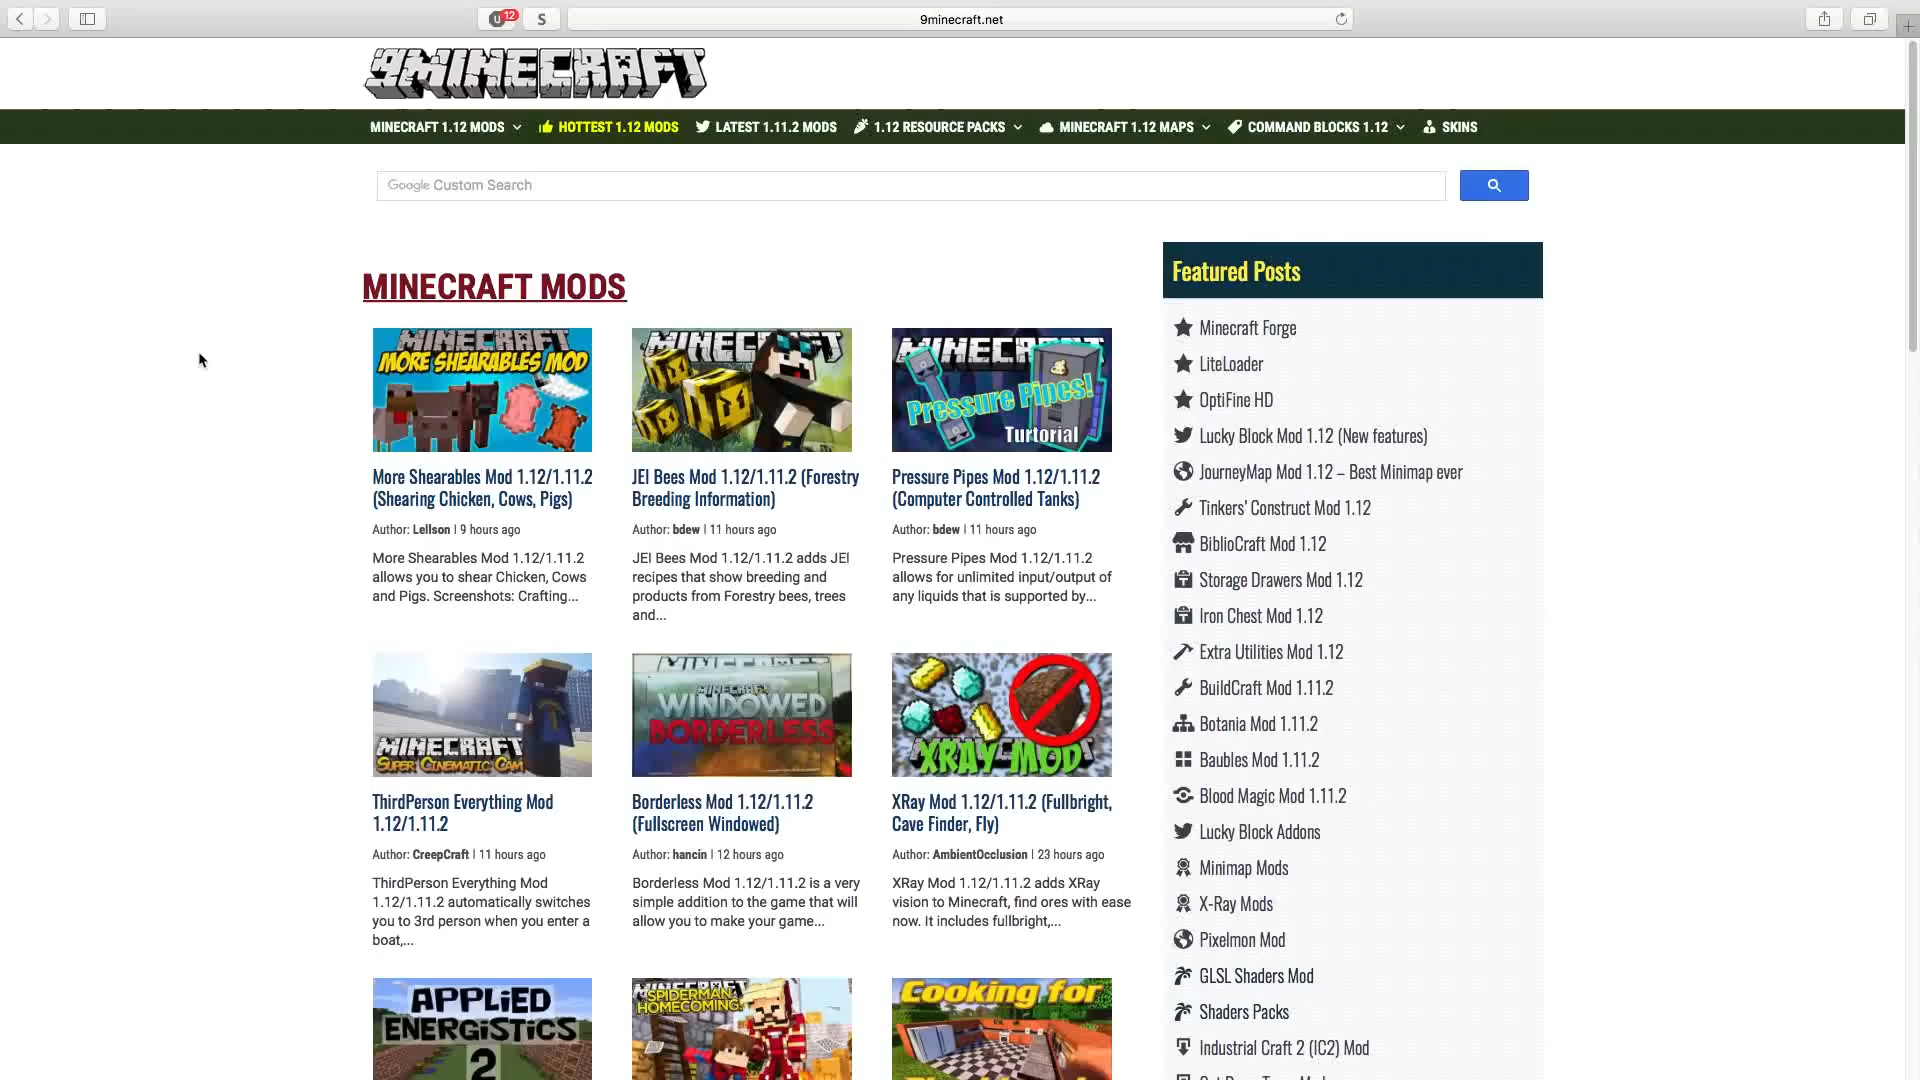 12
S
9minecraft.net
9MINECRAFT
MINECRAFT 1.12 MODS
HOTTEST 1.12 MODS
LATEST 1.11.2 MODS
1.12 RESOURCE PACKS
MINECRAFT 1.12 MAPS
COMMAND BLOCKS 1.12
SKINS
Google Custom Search
MINECRAFT MODS
MINECRAFT
MORE SHEARABLES MOD
More Shearables Mod 1.12/1.11.2
(Shearing Chicken, Cows, Pigs)
Author: Lellson | 9 hours ago
More Shearables Mod 1.12/1.11.2
allows you to shear Chicken, Cows
and Pigs. Screenshots: Crafting...
MINECRAFT
JEI Bees Mod 1.12/1.11.2 (Forestry
Breeding Information)
Author: bdew | 11 hours ago
JEI Bees Mod 1.12/1.11.2 adds JEI
recipes that show breeding and
products from Forestry bees, trees
and...
MINECRAFT
Pressure Pipes!
Turtorial
Pressure Pipes Mod 1.12/1.11.2
(Computer Controlled Tanks)
Author: bdew | 11 hours ago
Pressure Pipes Mod 1.12/1.11.2
allows for unlimited input/output of
any liquids that is supported by...
MINECRAFT
SUPER CINEMATIC CAM
ThirdPerson Everything Mod
1.12/1.11.2
Author: CreepCraft | 11 hours ago
ThirdPerson Everything Mod
1.12/1.11.2 automatically switches
you to 3rd person when you enter a
boat,...
MINECRAFT
MINECRAFT
WINDOWED
BORDERLESS
Borderless Mod 1.12/1.11.2
(Fullscreen Windowed)
Author: hancin | 12 hours ago
Borderless Mod 1.12/1.11.2 is a very
simple addition to the game that will
allow you to make your game...
XRAY MOD
XRay Mod 1.12/1.11.2 (Fullbright,
Cave Finder, Fly)
Author: AmbientOcclusion | 23 hours ago
XRay Mod 1.12/1.11.2 adds XRay
vision to Minecraft, find ores with ease
now. It includes fullbright,...
APPLIED
ENERGISTICS
2
MINECRAFT
SPIDERMAN
HOMECOMING!
Cooking for
Featured Posts
Minecraft Forge
LiteLoader
OptiFine HD
Lucky Block Mod 1.12 (New features)
JourneyMap Mod 1.12 – Best Minimap ever
Tinkers' Construct Mod 1.12
BiblioCraft Mod 1.12
Storage Drawers Mod 1.12
Iron Chest Mod 1.12
Extra Utilities Mod 1.12
BuildCraft Mod 1.11.2
Botania Mod 1.11.2
Baubles Mod 1.11.2
Blood Magic Mod 1.11.2
Lucky Block Addons
Minimap Mods
X-Ray Mods
Pixelmon Mod
GLSL Shaders Mod
Shaders Packs
Industrial Craft 2 (IC2) Mod